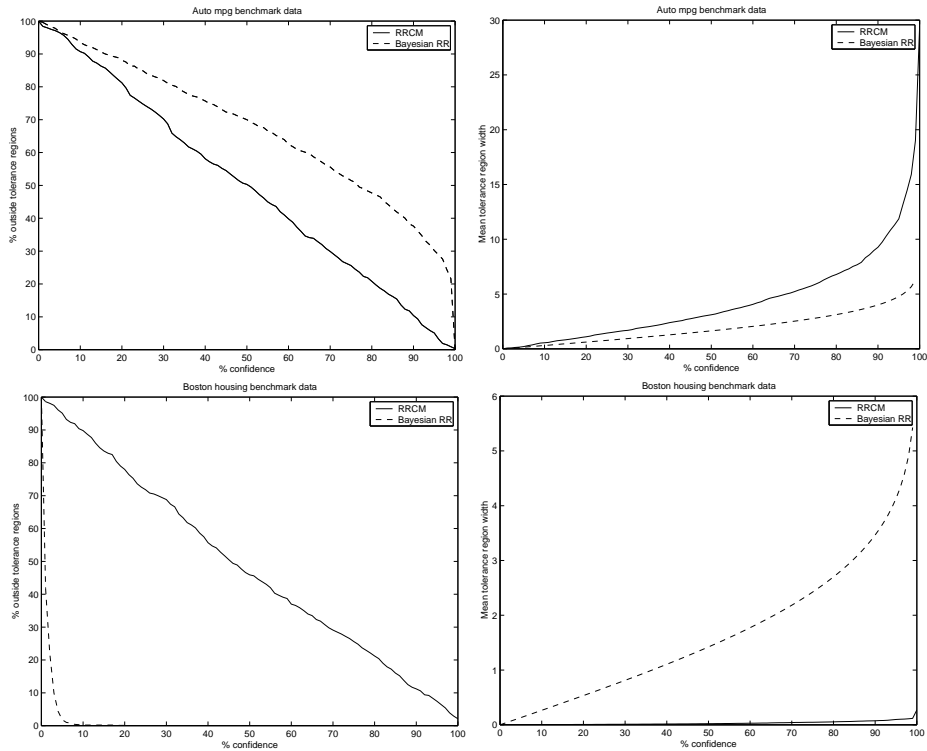 Auto mpg benchmark data
RRCM
Bayesian RR
100
90
80
70
60
50
40
30
20
10
0
% outside tolerance regions
0 10 20 30 40 50 60 70 80 90 100
% confidence
Auto mpg benchmark data
RRCM
Bayesian RR
30
25
20
15
10
5
0
Mean tolerance region width
0 10 20 30 40 50 60 70 80 90 100
% confidence
Boston housing benchmark data
RRCM
Bayesian RR
100
90
80
70
60
50
40
30
20
10
0
% outside tolerance regions
0 10 20 30 40 50 60 70 80 90 100
% confidence
Boston housing benchmark data
RRCM
Bayesian RR
6
5
4
3
2
1
0
Mean tolerance region width
0 10 20 30 40 50 60 70 80 90 100
% confidence